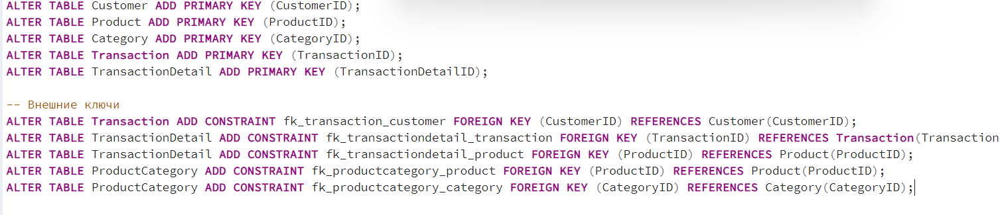 ALTER TABLE Customer ADD PRIMARY KEY (CustomerID);
ALTER TABLE Product ADD PRIMARY KEY (ProductID);
ALTER TABLE Category ADD PRIMARY KEY (CategoryID);
ALTER TABLE Transaction ADD PRIMARY KEY (TransactionID);
ALTER TABLE TransactionDetail ADD PRIMARY KEY (TransactionDetailID);
-- Внешние ключи
ALTER TABLE Transaction ADD CONSTRAINT fk_transaction_customer FOREIGN KEY (CustomerID) REFERENCES Customer(CustomerID);
ALTER TABLE TransactionDetail ADD CONSTRAINT fk_transactiondetail_transaction FOREIGN KEY (TransactionID) REFERENCES Transaction(Transaction
ALTER TABLE TransactionDetail ADD CONSTRAINT fk_transactiondetail_product FOREIGN KEY (ProductID) REFERENCES Product(ProductID);
ALTER TABLE ProductCategory ADD CONSTRAINT fk_productcategory_product FOREIGN KEY (ProductID) REFERENCES Product(ProductID);
ALTER TABLE ProductCategory ADD CONSTRAINT fk_productcategory_category FOREIGN KEY (CategoryID) REFERENCES Category(CategoryID);